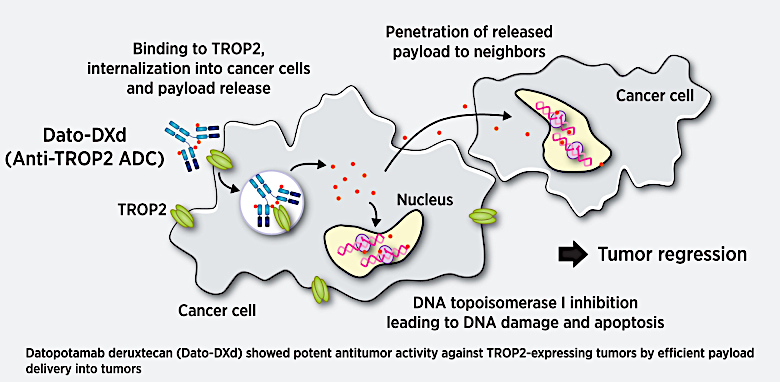 Penetration of released
payload to neighbors
Binding to TROP2,
internalization into cancer cells
and payload release
Cancer cell
Dato-DXd
(Anti-TROP2 ADC)
TROP2
Nucleus
Tumor regression
Cancer cell
DNA topoisomerase I inhibition
leading to DNA damage and apoptosis
Datopotamab deruxtecan (Dato-DXd) showed potent antitumor activity against TROP2-expressing tumors by efficient payload
delivery into tumors